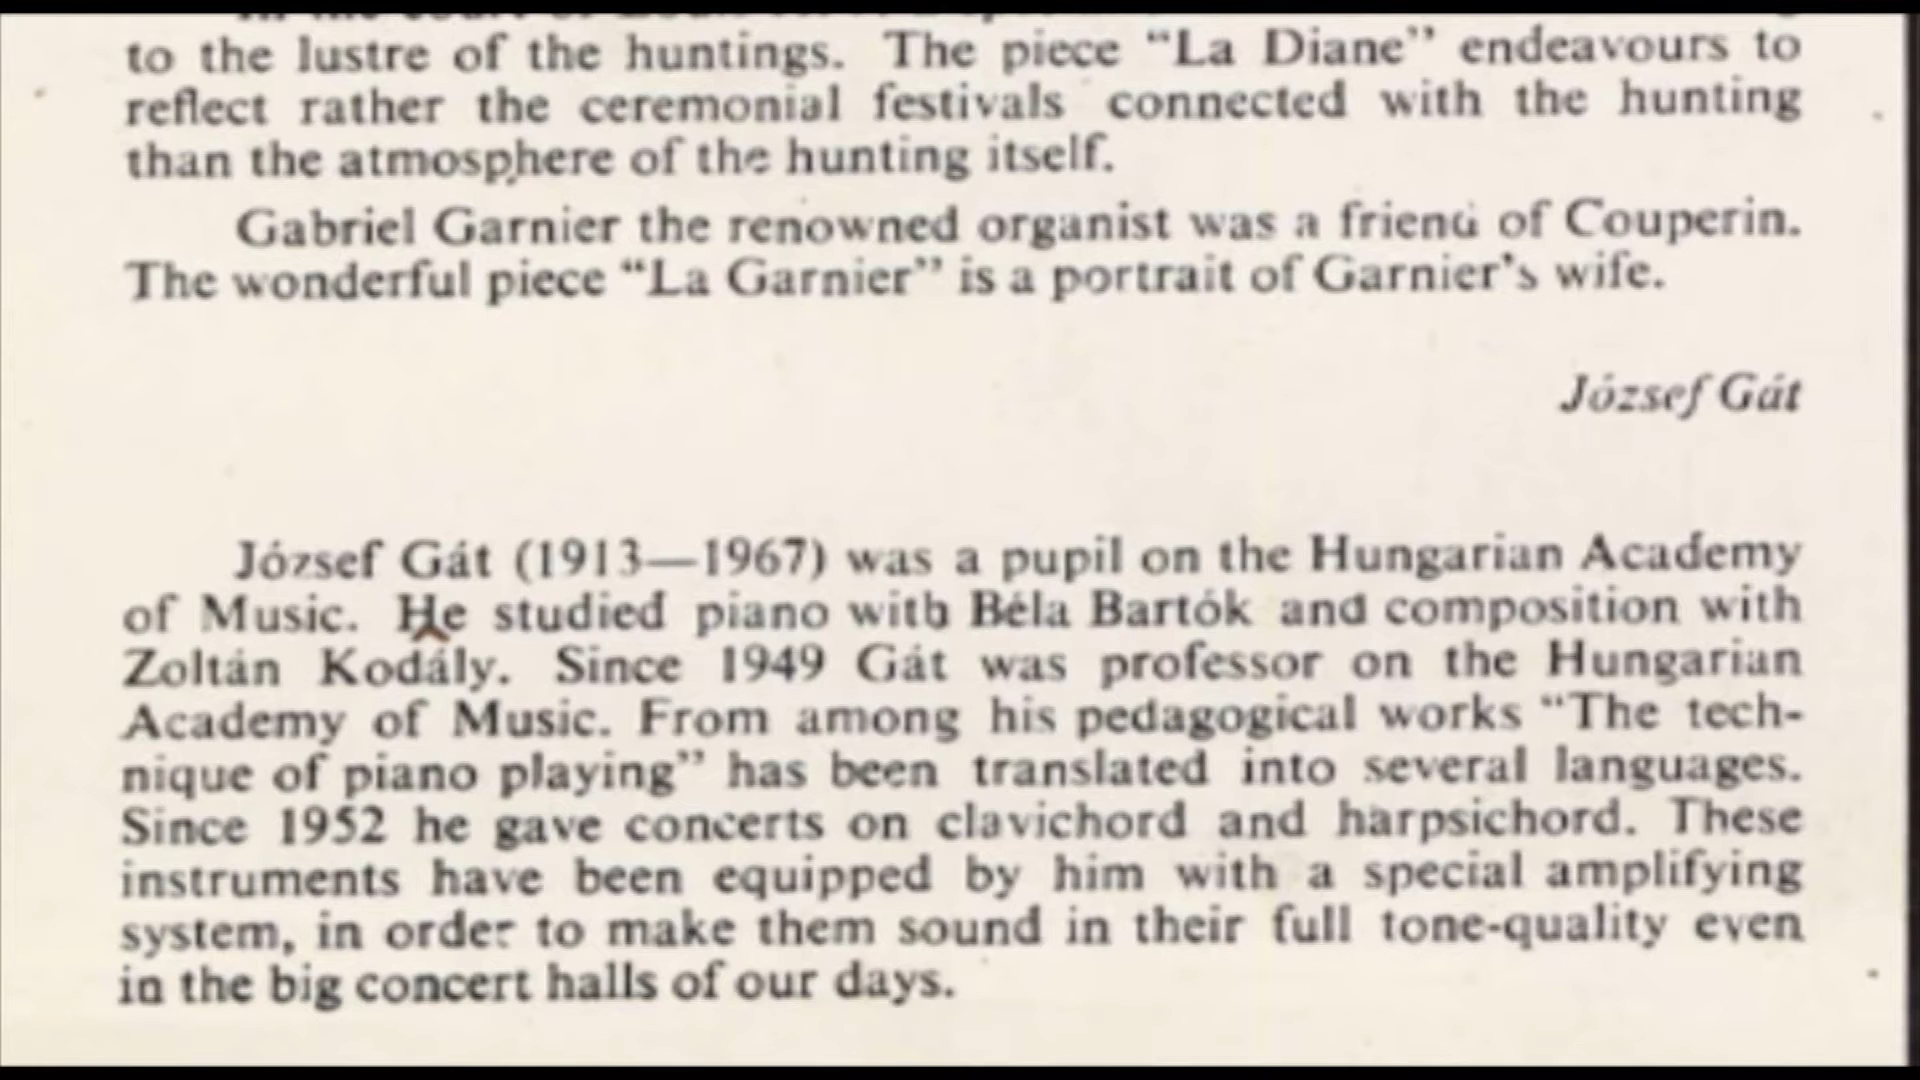 to the lustre of the huntings. The piece “La Diane” endeavours to
reflect rather the ceremonial festivals connected with the hunting
than the atmosphere of the hunting itself.
Gabriel Garnier the renowned organist was a friend of Couperin.
The wonderful piece “La Garnier” is a portrait of Garnier’s wife.
József Gát
József Gát (1913—1967) was a pupil on the Hungarian Academy
of Music. He studied piano with Béla Bartók and composition with
Zoltán Kodály. Since 1949 Gát was professor on the Hungarian
Academy of Music. From among his pedagogical works “The tech-
nique of piano playing” has been translated into several languages.
Since 1952 he gave concerts on clavichord and harpsichord. These
instruments have been equipped by him with a special amplifying
system, in order to make them sound in their full tone-quality even
in the big concert halls of our days.